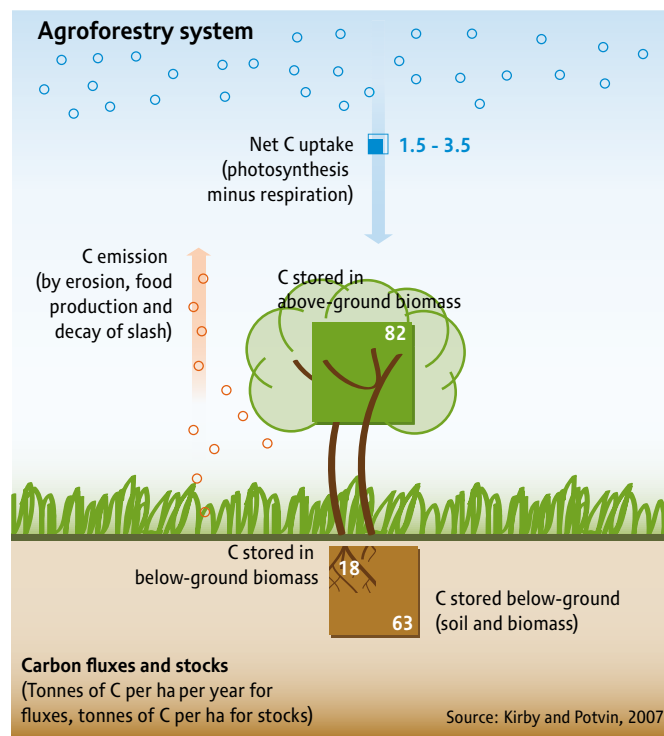 Agroforestry system
Net C uptake
(photosynthesis
minus respiration)
1.5 - 3.5
C emission
(by erosion, food
production and
decay of slash)
C stored in
above-ground biomass
82
C stored in
below-ground biomass
18
63
C stored below-ground
(soil and biomass)
Carbon fluxes and stocks
(Tonnes of C per ha per year for
fluxes, tonnes of C per ha for stocks)
Source: Kirby and Potvin, 2007